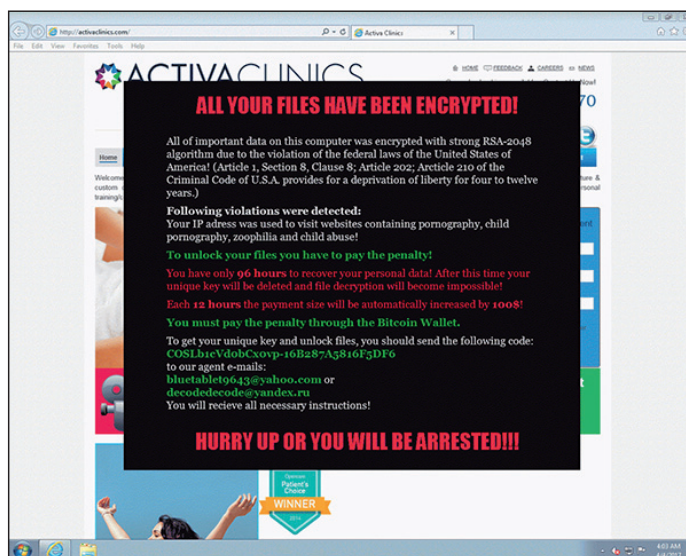 http://activaclinics.com/
Activa Clinics
File Edit View Favorites Tools Help
ACTIVACLINICS
HOME FEEDBACK CAREERS NEWS
70
Home
ALL YOUR FILES HAVE BEEN ENCRYPTED!
All of important data on this computer was encrypted with strong RSA-2048
algorithm due to the violation of the federal laws of the United States of
America! (Article 1, Section 8, Clause 8; Article 202; Arcticle 210 of the
Criminal Code of U.S.A. provides for a deprivation of liberty for four to twelve
years.)
Following violations were detected:
Your IP adress was used to visit websites containing pornography, child
pornography, zoophilia and child abuse!
To unlock your files you have to pay the penalty!
You have only 96 hours to recover your personal data! After this time your
unique key will be deleted and file decryption will become impossible!
Each 12 hours the payment size will be automatically increased by 100$!
You must pay the penalty through the Bitcoin Wallet.
To get your unique key and unlock files, you should send the following code:
COSLb1cVdobCxovp-16B287A5816F5DF6
to our agent e-mails:
bluetablet9643@yahoo.com or
decodedecode@yandex.ru
You will recieve all necessary instructions!
HURRY UP OR YOU WILL BE ARRESTED!!!
Patient's
Choice
WINNER
2014
4:03 AM